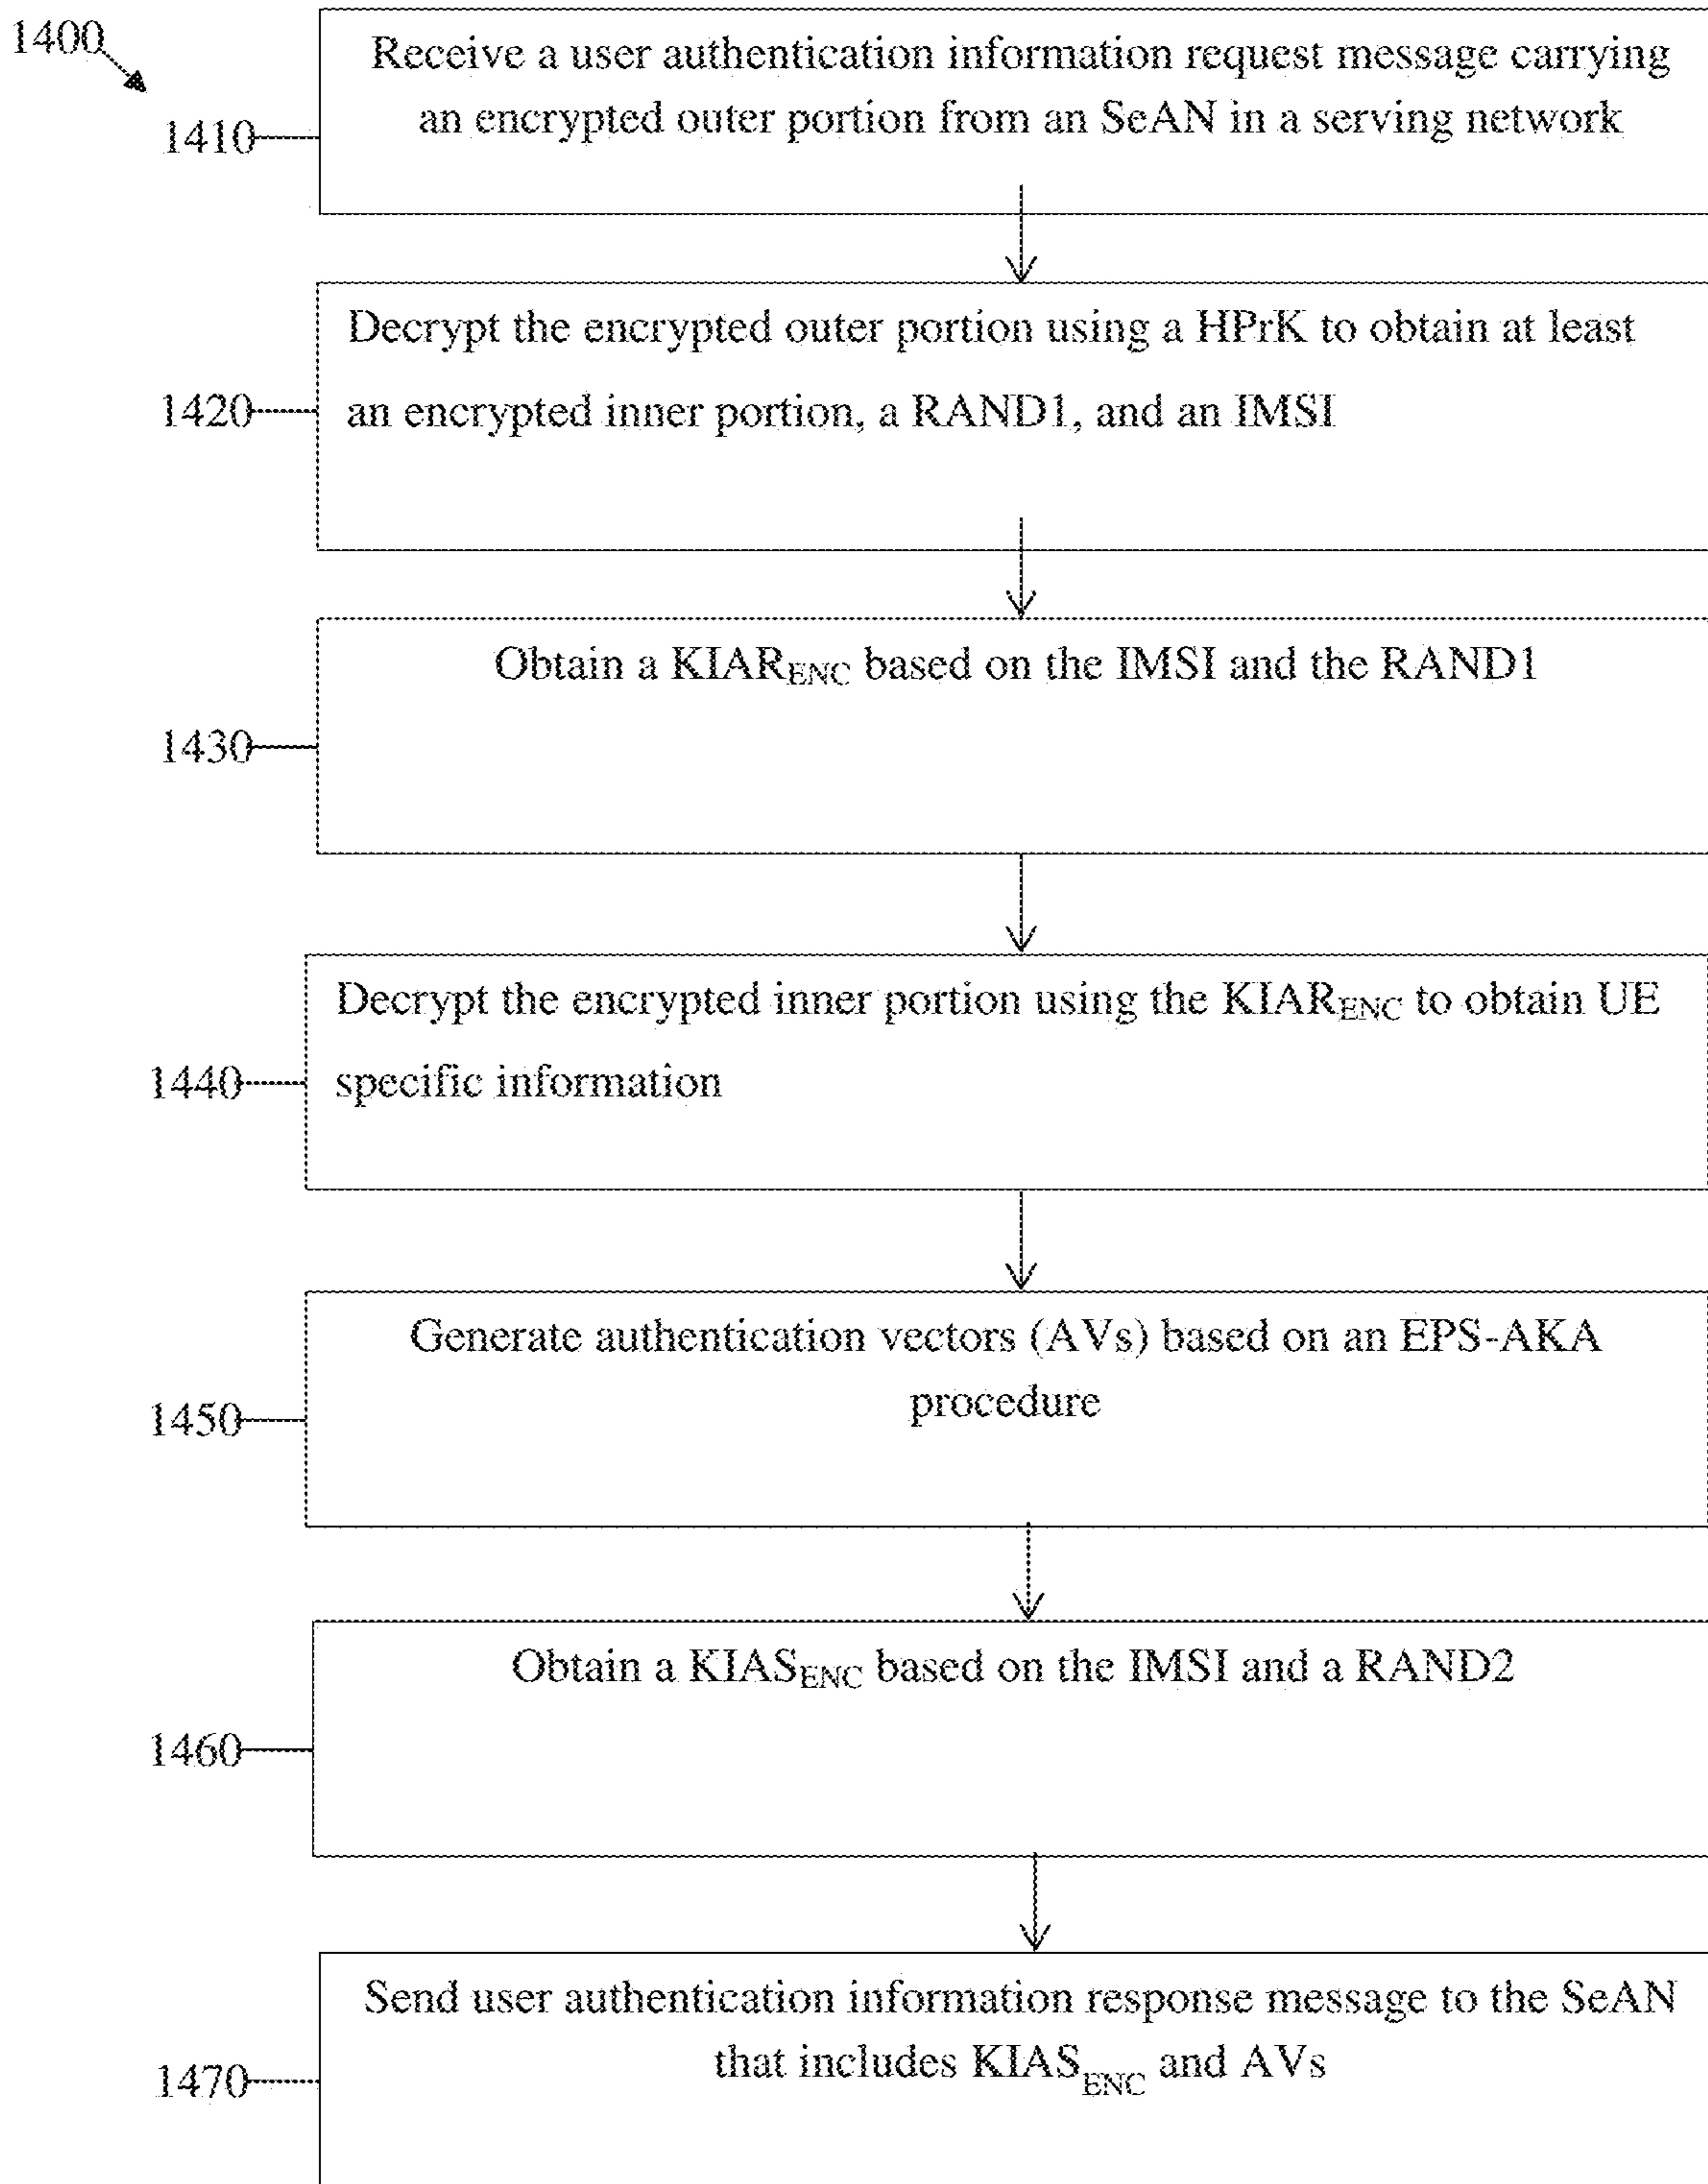 1400
Receive a user authentication information request message carrying
an encrypted outer portion from an SeAN in a serving network
1410
Decrypt the encrypted outer portion using a HPrK to obtain at least
an encrypted inner portion, a RAND1, and an IMSI
1420
Obtain a KIAR_ENC based on the IMSI and the RAND1
1430
Decrypt the encrypted inner portion using the KIAR_ENC to obtain UE
specific information
1440
Generate authentication vectors (AVs) based on an EPS-AKA
procedure
1450
Obtain a KIAS_ENC based on the IMSI and a RAND2
1460
Send user authentication information response message to the SeAN
that includes KIAS_ENC and AVs
1470